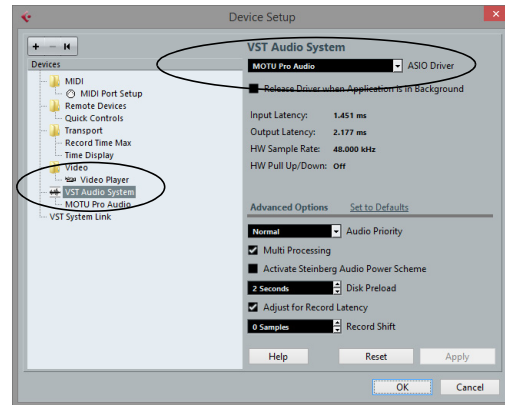 Device Setup
Devices
MIDI
MIDI Port Setup
Remote Devices
Quick Controls
Transport
Record Time Max
Time Display
Video
Video Player
VST Audio System
MOTU Pro Audio
VST System Link
VST Audio System
MOTU Pro Audio ASIO Driver
Release Driver when Application is in Background
Input Latency: 1.451 ms
Output Latency: 2.177 ms
HW Sample Rate: 48.000 kHz
HW Pull Up/Down: Off
Advanced Options Set to Defaults
Normal Audio Priority
Multi Processing
Activate Steinberg Audio Power Scheme
2 Seconds Disk Preload
Adjust for Record Latency
0 Samples Record Shift
Help Reset Apply
OK Cancel